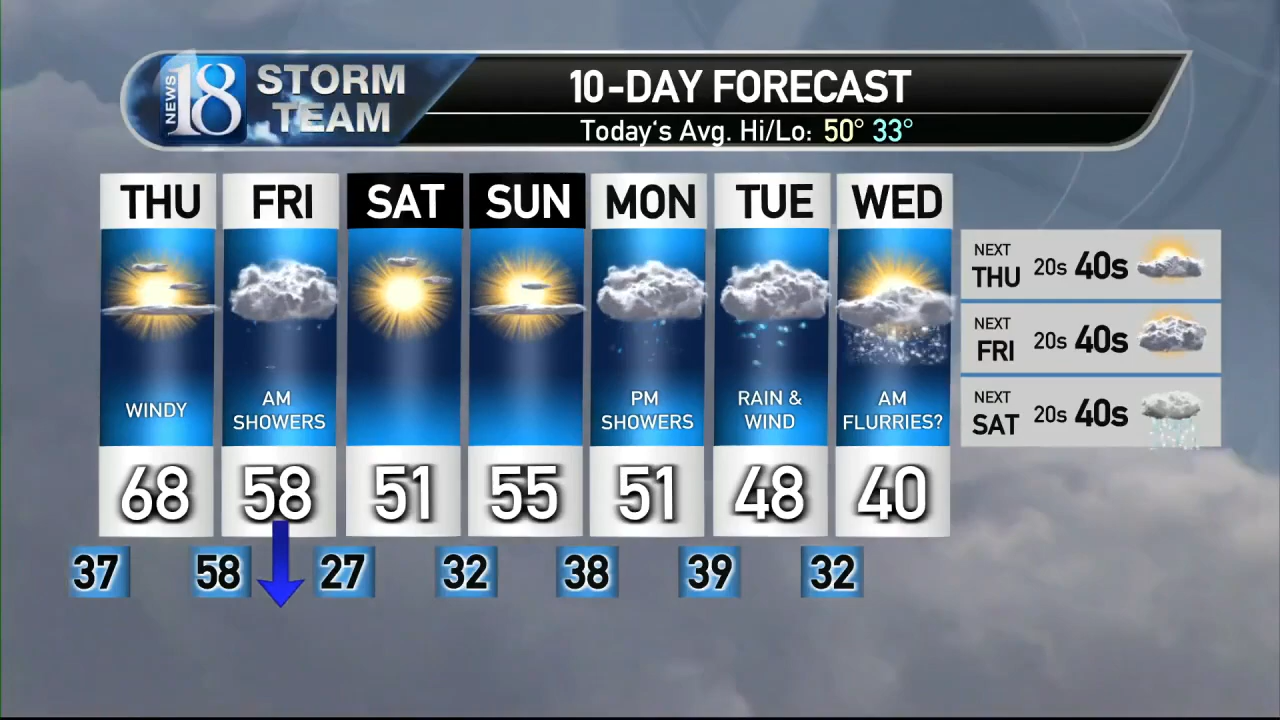 NEWS 18
STORM
TEAM
10-DAY FORECAST
Today's Avg. Hi/Lo: 50° 33°
THU FRI SAT SUN MON TUE WED
WINDY
AM
SHOWERS
PM
SHOWERS
RAIN &
WIND
AM
FLURRIES?
68 58 51 55 51 48 40
37 58 27 32 38 39 32
NEXT
THU 20s 40s
NEXT
FRI 20s 40s
NEXT
SAT 20s 40s